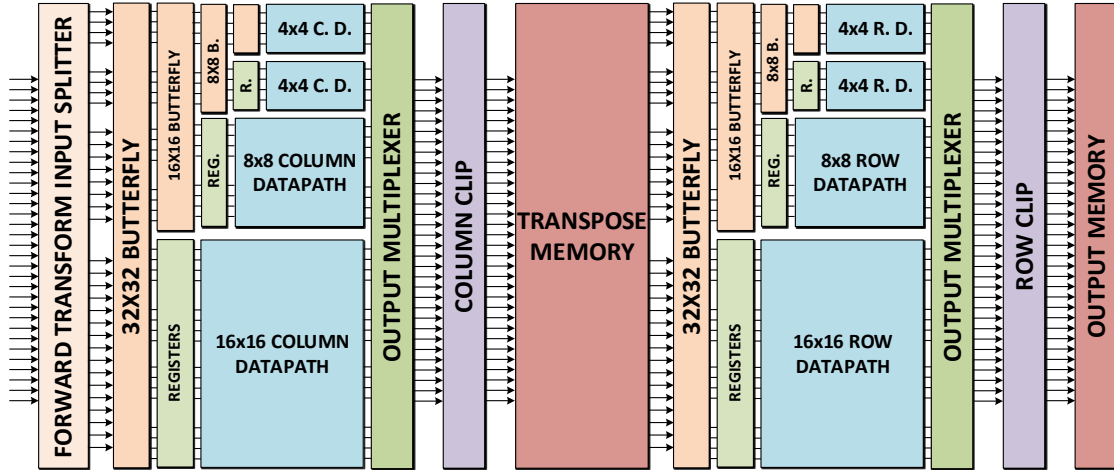 FORWARD TRANSFORM INPUT SPLITTER
32X32 BUTTERFLY
16X16 BUTTERFLY
8x8 B.
4x4 C. D.
R.
4x4 C. D.
REG.
8x8 COLUMN
DATAPATH
REGISTERS
16x16 COLUMN
DATAPATH
OUTPUT MULTIPLEXER
COLUMN CLIP
TRANSPOSE
MEMORY
32X32 BUTTERFLY
16X16 BUTTERFLY
8x8 B.
4x4 R. D.
R.
4x4 R. D.
REG.
8x8 ROW
DATAPATH
REGISTERS
16x16 ROW
DATAPATH
OUTPUT MULTIPLEXER
ROW CLIP
OUTPUT MEMORY